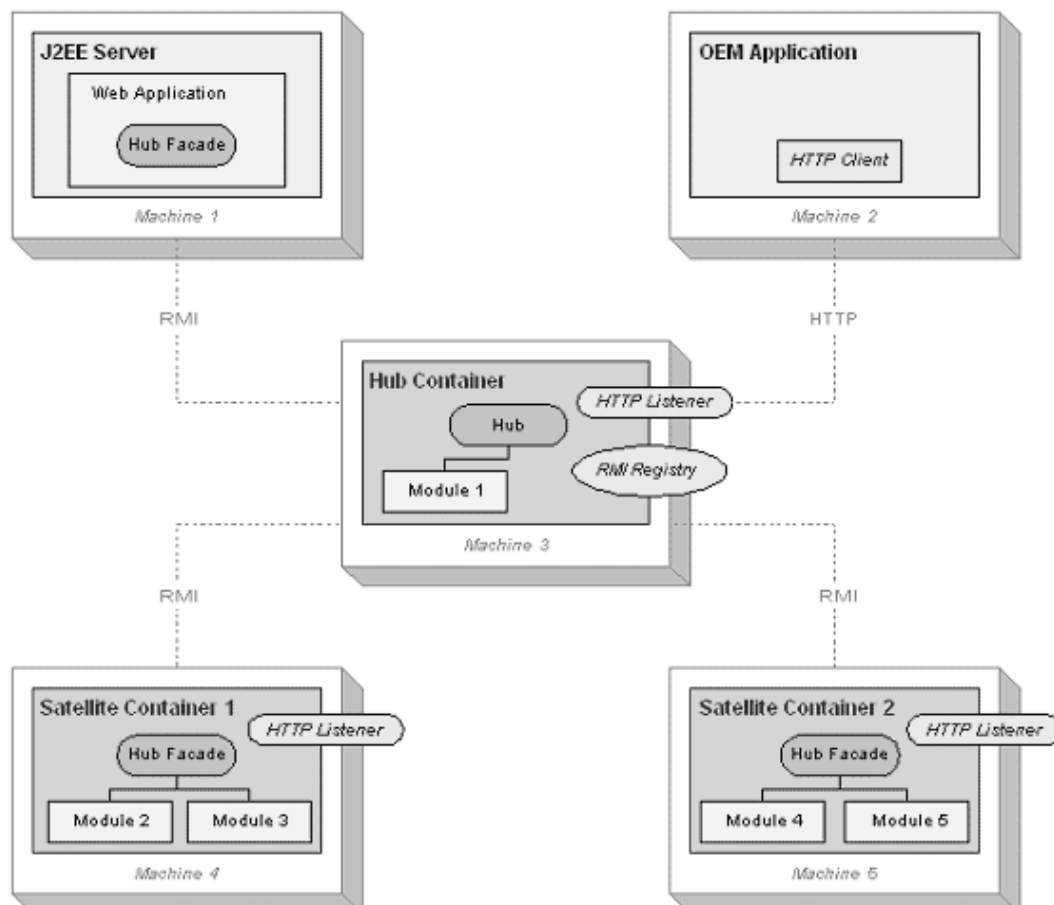 J2EE Server
Web Application
Hub Facade
Machine 1
OEM Application
HTTP Client
Machine 2
RMI
HTTP
Hub Container
HTTP Listener
Hub
RMI Registry
Module 1
Machine 3
RMI
RMI
Satellite Container 1
HTTP Listener
Hub Facade
Module 2
Module 3
Machine 4
Satellite Container 2
HTTP Listener
Hub Facade
Module 4
Module 5
Machine 5